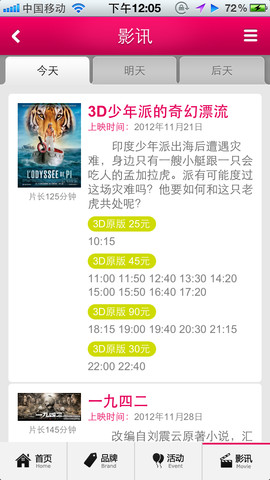 中国移动 下午12:05 72%
影讯
今天 明天 后天
3D少年派的奇幻漂流
上映时间：2012年11月21日
印度少年派出海后遭遇灾
难，身边只有一艘小艇跟一只会
吃人的孟加拉虎。派有可能度过
这场灾难吗？他要如何和这只老
虎共处呢？
L'ODYSSÉE DE PI
片长125分钟
3D原版 25元
10:15
3D原版 45元
11:00 11:50 12:40 13:30 14:20
15:00 15:50 16:40 17:20
3D原版 90元
18:15 19:00 19:40 20:30 21:15
3D原版 30元
22:00 22:40
一九四二
一九四二
上映时间：2012年11月28日
片长145分钟
改编自刘震云原著小说，汇
首页 品牌 活动 影讯
Home Brand Event Movie